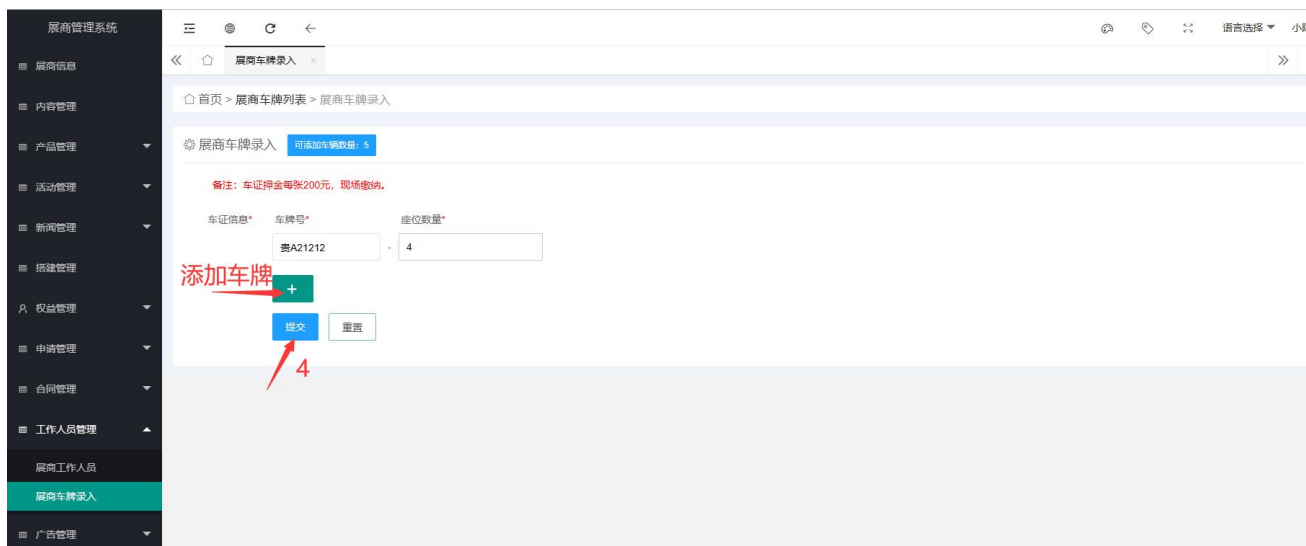 展商管理系统
语言选择
展商信息
展商车牌录入 ×
首页 > 展商车牌列表 > 展商车牌录入
内容管理
产品管理
展商车牌录入 可添加车辆数量: 5
活动管理
备注: 车证押金每张200元, 现场缴纳。
新闻管理
车证信息* 车牌号* 座位数量*
贵A21212 - 4
搭建管理
添加车牌 +
权益管理
提交 重置
申请管理
4
合同管理
工作人员管理
展商工作人员
展商车牌录入
广告管理